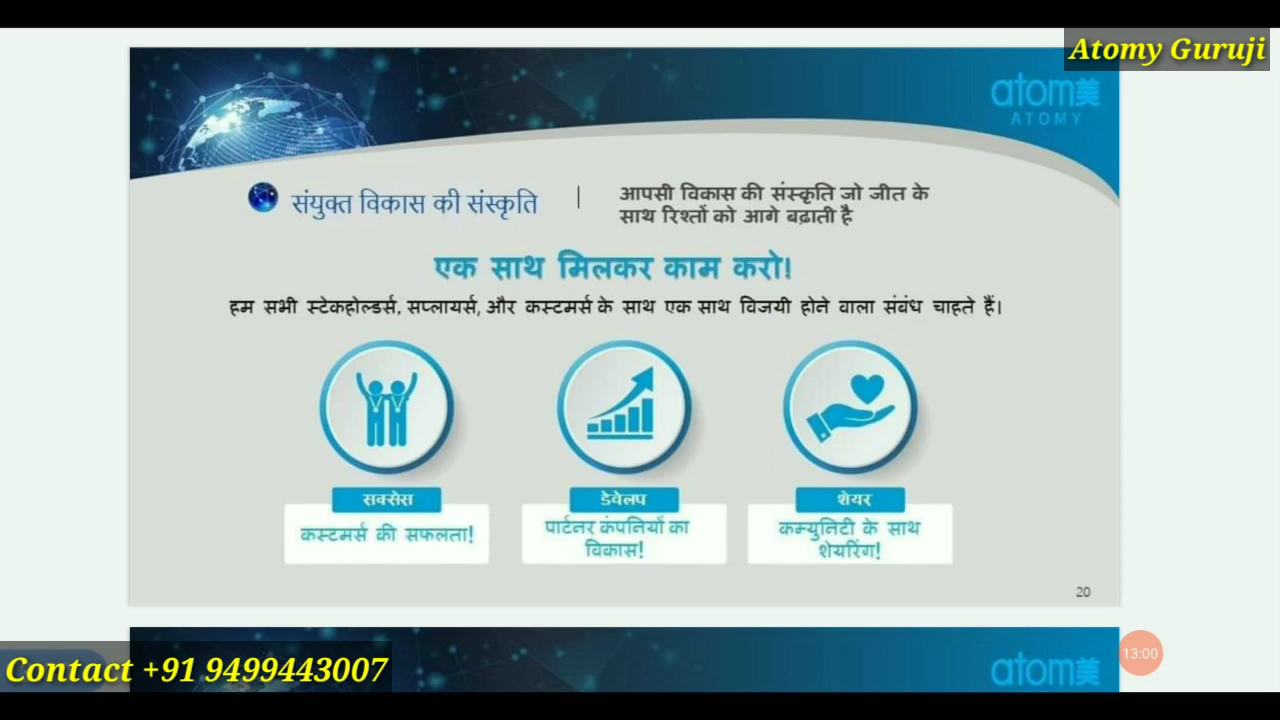 Atomy Guruji
atom美
ATOMY
संयुक्त विकास की संस्कृति
आपसी विकास की संस्कृति जो जीत के
साथ रिश्तों को आगे बढ़ाती है
एक साथ मिलकर काम करो!
हम सभी स्टेकहोल्डर्स, सप्लायर्स, और कस्टमर्स के साथ एक साथ विजयी होने वाला संबंध चाहते हैं।
सक्सेस
कस्टमर्स की सफलता!
डेवेलप
पार्टनर कंपनियों का
विकास!
शेयर
कम्युनिटी के साथ
शेयरिंग!
20
Contact +91 9499443007
atom美
13:00